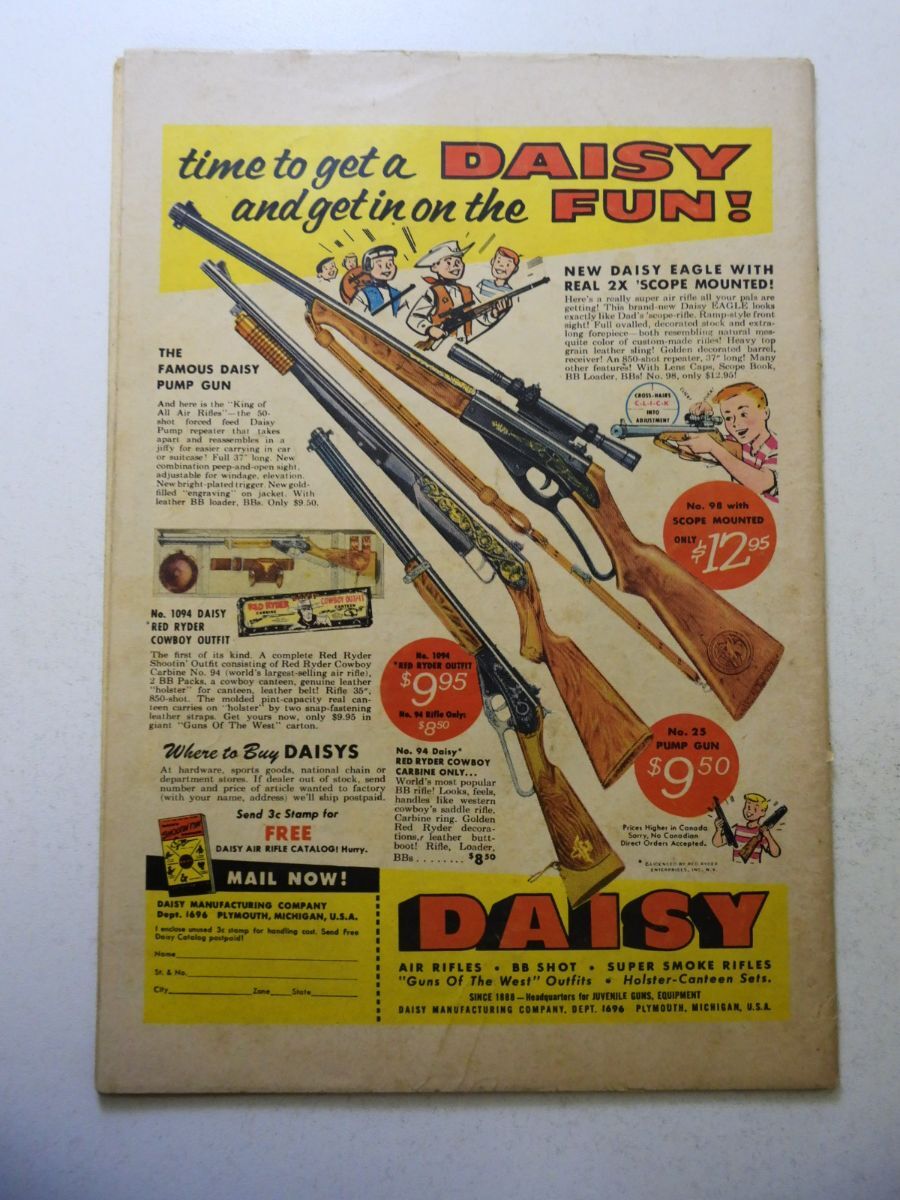 time to get a DAISY
and get in on the FUN!
NEW DAISY EAGLE WITH
REAL 2X 'SCOPE MOUNTED!
Here's a really super air rifle all your pals are
getting! This brand-new Daisy EAGLE looks
exactly like Dad's 'scope-rifle. Ramp-style front
sight! Full ovalled, decorated stock and extra-
long forepiece—both resembling natural mes-
quite color of custom-made rifles! Heavy top
grain leather sling! Golden decorated barrel,
receiver! An 850-shot repeater, 37" long! Many
other features! With Lens Caps, Scope Book,
BB Loader, BBs! No. 98, only $12.95!
CROSS-HAIRS
C-L-I-C-K
INTO
ADJUSTMENT
No. 98 with
SCOPE MOUNTED
ONLY $12.95
THE
FAMOUS DAISY
PUMP GUN
And here is the "King of
All Air Rifles"—the 50-
shot forced feed Daisy
Pump repeater that takes
apart and reassembles in a
jiffy for easier carrying in car
or suitcase! Full 37" long. New
combination peep-and-open sight,
adjustable for windage, elevation.
New bright-plated trigger. New gold-
filled "engraving" on jacket. With
leather BB loader, BBs. Only $9.50.
RED RYDER
CARBINE
COWBOY OUTFIT
CANTEEN
No. 1094 DAISY
*RED RYDER
COWBOY OUTFIT
The first of its kind. A complete Red Ryder
Shootin' Outfit consisting of Red Ryder Cowboy
Carbine No. 94 (world's largest-selling air rifle),
2 BB Packs, a cowboy canteen, genuine leather
"holster" for canteen, leather belt! Rifle 35",
850-shot. The molded pint-capacity real can-
teen carries on "holster" by two snap-fastening
leather straps. Get yours now, only $9.95 in
giant "Guns Of The West" carton.
No. 1094
*RED RYDER OUTFIT
$9.95
No. 94 Rifle Only:
$8.50
No. 25
PUMP GUN
$9.50
Where to Buy DAISYS
At hardware, sports goods, national chain or
department stores. If dealer out of stock, send
number and price of article wanted to factory
(with your name, address) we'll ship postpaid.
Send 3c Stamp for
FREE
DAISY AIR RIFLE CATALOG! Hurry.
No. 94 Daisy*
RED RYDER COWBOY
CARBINE ONLY...
World's most popular
BB rifle! Looks, feels,
handles like western
cowboy's saddle rifle.
Carbine ring. Golden
Red Ryder decora-
tions, leather butt-
boot! Rifle, Loader,
BBs ........ $8.50
Prices Higher in Canada
Sorry, No Canadian
Direct Orders Accepted.
* LICENSED BY RED RYDER
ENTERPRISES, INC., N.Y.
MAIL NOW!
DAISY MANUFACTURING COMPANY
Dept. 1696 PLYMOUTH, MICHIGAN, U.S.A.
I enclose unused 3c stamp for handling cost. Send Free
Daisy Catalog postpaid!
Name
St. & No.
City Zone State
DAISY
AIR RIFLES • BB SHOT • SUPER SMOKE RIFLES
"Guns Of The West" Outfits • Holster-Canteen Sets.
SINCE 1888—Headquarters for JUVENILE GUNS, EQUIPMENT
DAISY MANUFACTURING COMPANY, DEPT. 1696 PLYMOUTH, MICHIGAN, U.S.A.